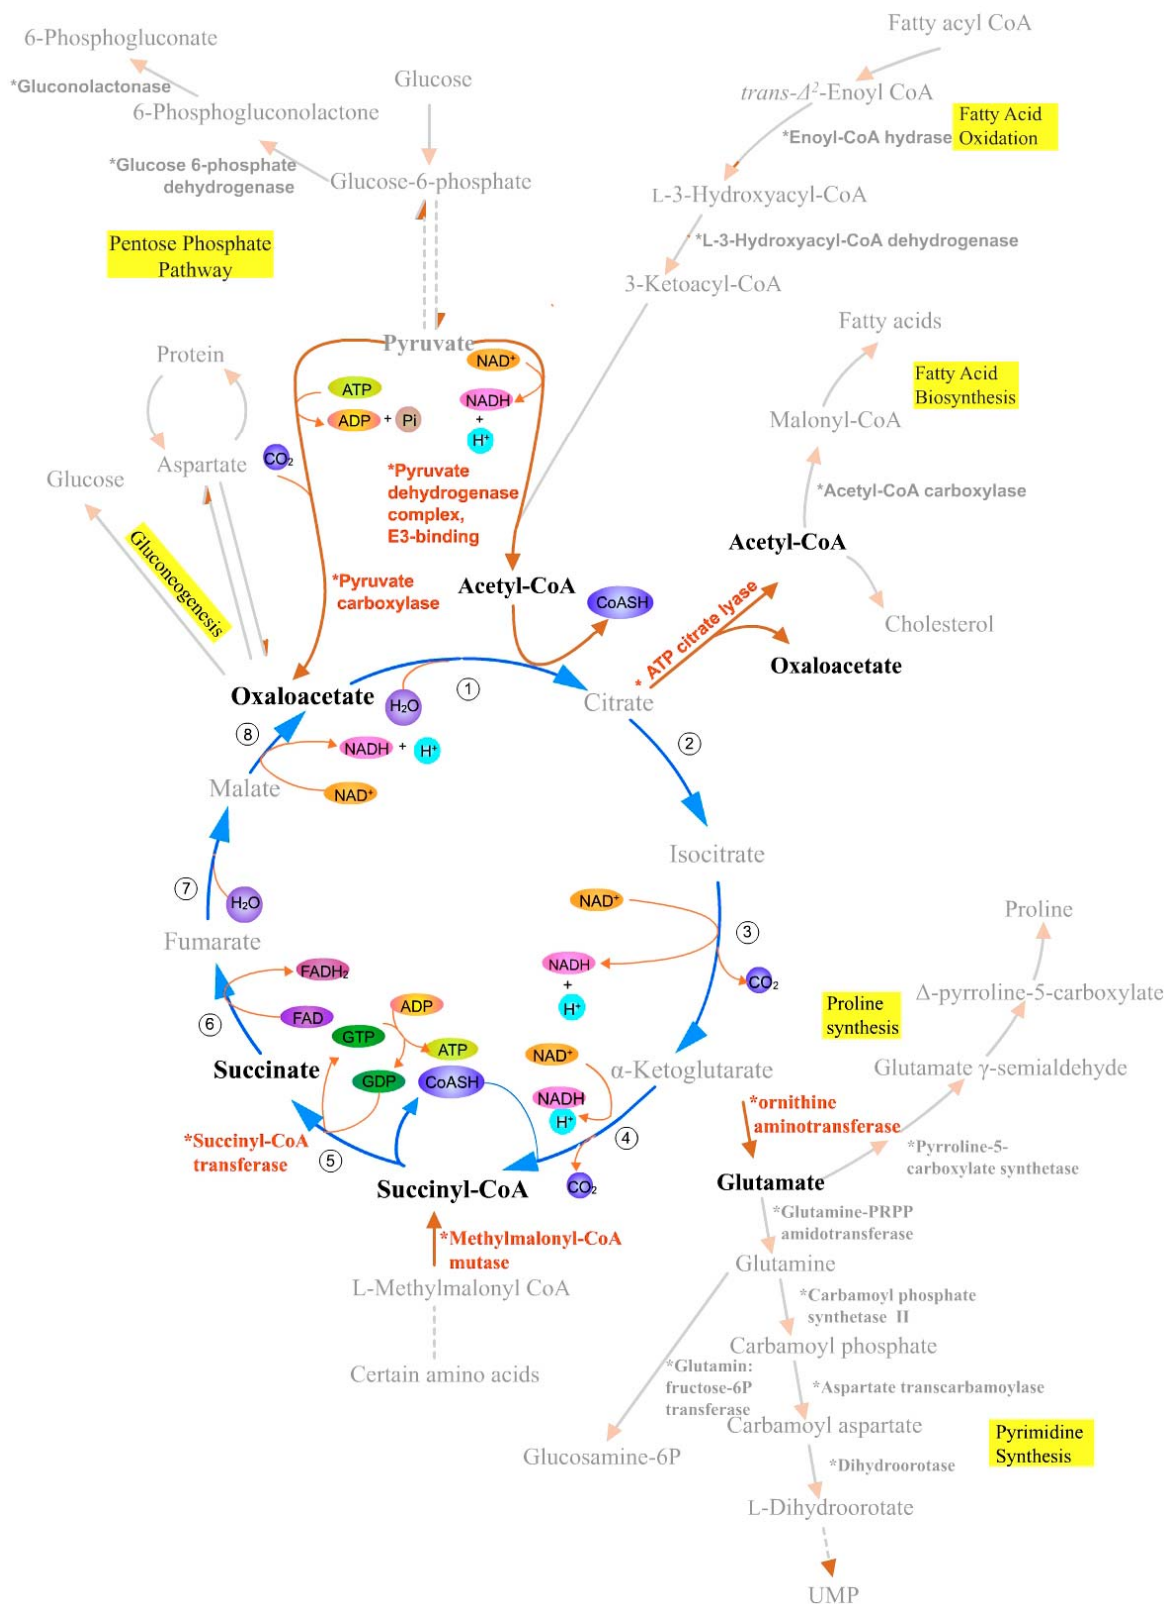 Fatty acyl CoA
6-Phosphogluconate
*Gluconolactonase
Glucose
trans-Δ²-Enoyl CoA
Fatty Acid
Oxidation
6-Phosphogluconolactone
*Enoyl-CoA hydrase
*Glucose 6-phosphate
dehydrogenase
Glucose-6-phosphate
L-3-Hydroxyacyl-CoA
Pentose Phosphate
Pathway
*L-3-Hydroxyacyl-CoA dehydrogenase
3-Ketoacyl-CoA
Fatty acids
Pyruvate
Protein
NAD⁺
ATP
NADH
+
H⁺
ADP + Pi
Fatty Acid
Biosynthesis
Malonyl-CoA
CO₂
Aspartate
Glucose
*Pyruvate
dehydrogenase
complex,
E3-binding
*Acetyl-CoA carboxylase
Gluconcogenesis
Acetyl-CoA
*Pyruvate
carboxylase
Acetyl-CoA
CoASH
* ATP citrate lyase
Cholesterol
Oxaloacetate
Oxaloacetate
1
H₂O
Citrate
8
NADH + H⁺
2
Malate
NAD⁺
Isocitrate
7
H₂O
NAD⁺
3
Proline
Fumarate
NADH
+
H⁺
CO₂
FADH₂
Δ-pyrroline-5-carboxylate
Proline
synthesis
6
FAD
ADP
GTP
ATP
NAD⁺
Succinate
GDP
CoASH
α-Ketoglutarate
Glutamate γ-semialdehyde
NADH
H⁺
*ornithine
aminotransferase
4
*Succinyl-CoA
transferase
5
*Pyrroline-5-
carboxylate synthetase
Succinyl-CoA
CO₂
Glutamate
*Methylmalonyl-CoA
mutase
*Glutamine-PRPP
amidotransferase
L-Methylmalonyl CoA
Glutamine
*Carbamoyl phosphate
synthetase II
Carbamoyl phosphate
Certain amino acids
*Glutamin:
fructose-6P
transferase
*Aspartate transcarbamoylase
Carbamoyl aspartate
Pyrimidine
Synthesis
Glucosamine-6P
*Dihydroorotase
L-Dihydroorotate
UMP